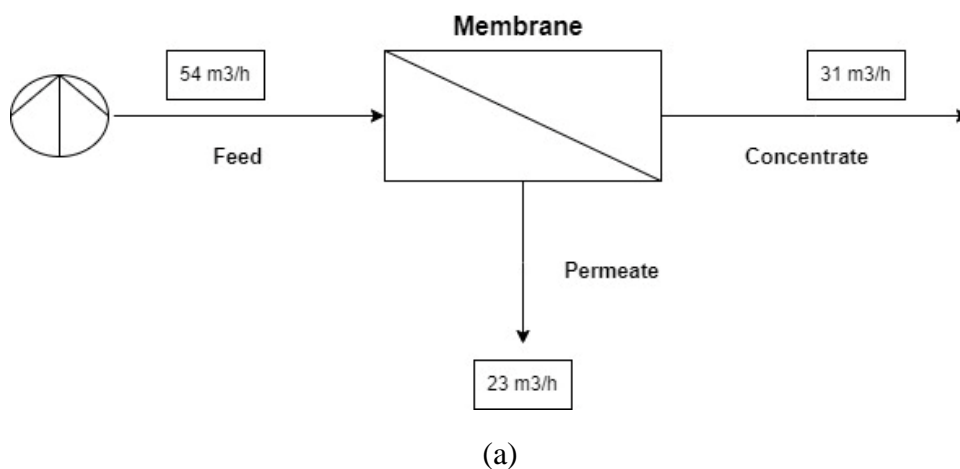 Membrane
54 m3/h
31 m3/h
Feed
Concentrate
Permeate
23 m3/h
(a)